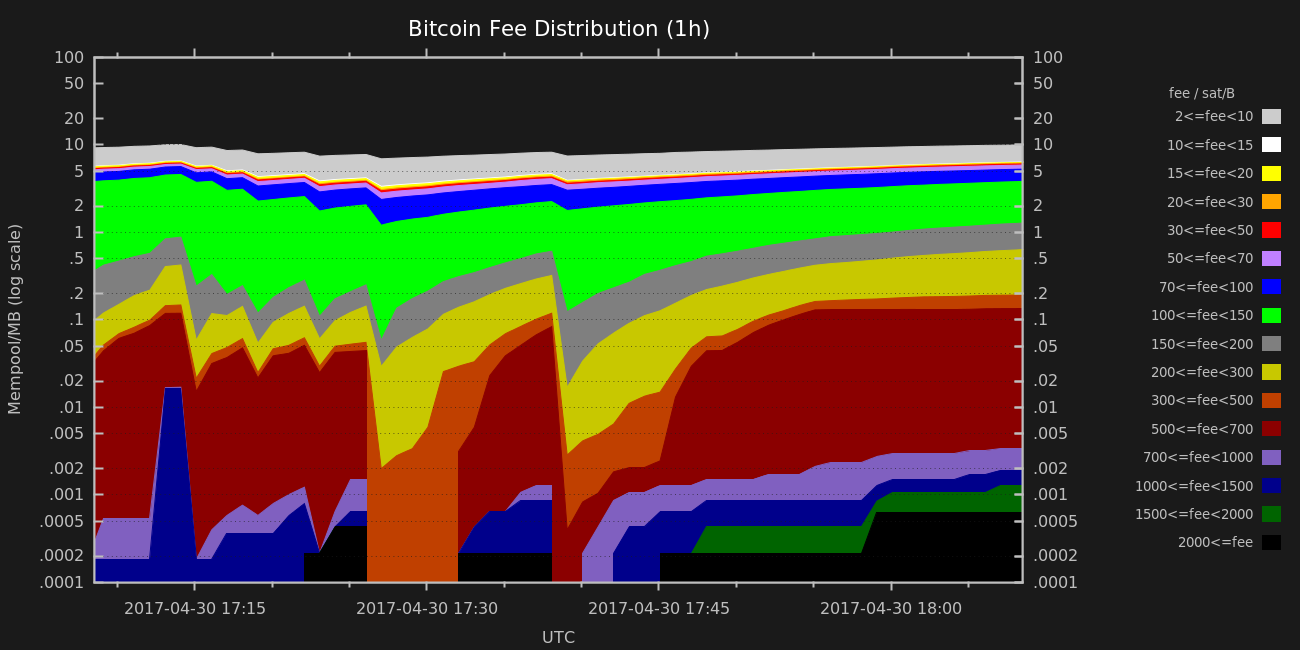 Bitcoin Fee Distribution (1h)
100 100
50 50
20 20
10 10
5 5
2 2
1 1
.5 .5
.2 .2
.1 .1
.05 .05
.02 .02
.01 .01
.005 .005
.002 .002
.001 .001
.0005 .0005
.0002 .0002
.0001 .0001
Mempool/MB (log scale)
2017-04-30 17:15 2017-04-30 17:30 2017-04-30 17:45 2017-04-30 18:00
UTC
fee / sat/B
2<=fee<10
10<=fee<15
15<=fee<20
20<=fee<30
30<=fee<50
50<=fee<70
70<=fee<100
100<=fee<150
150<=fee<200
200<=fee<300
300<=fee<500
500<=fee<700
700<=fee<1000
1000<=fee<1500
1500<=fee<2000
2000<=fee